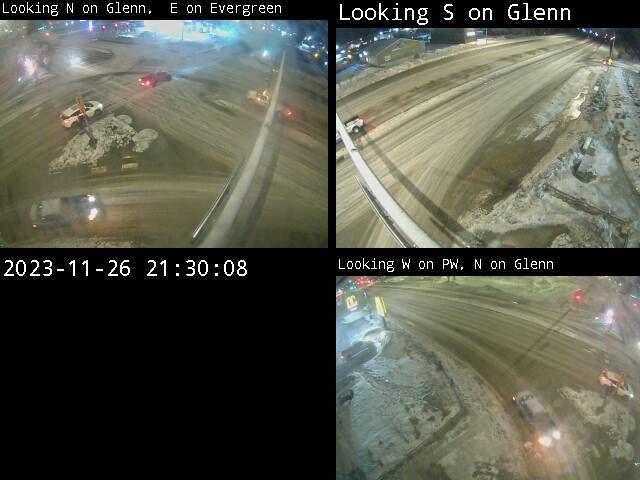 Looking N on Glenn,  E on Evergreen
Looking S on Glenn
2023-11-26 21:30:08
Looking W on PW, N on Glenn